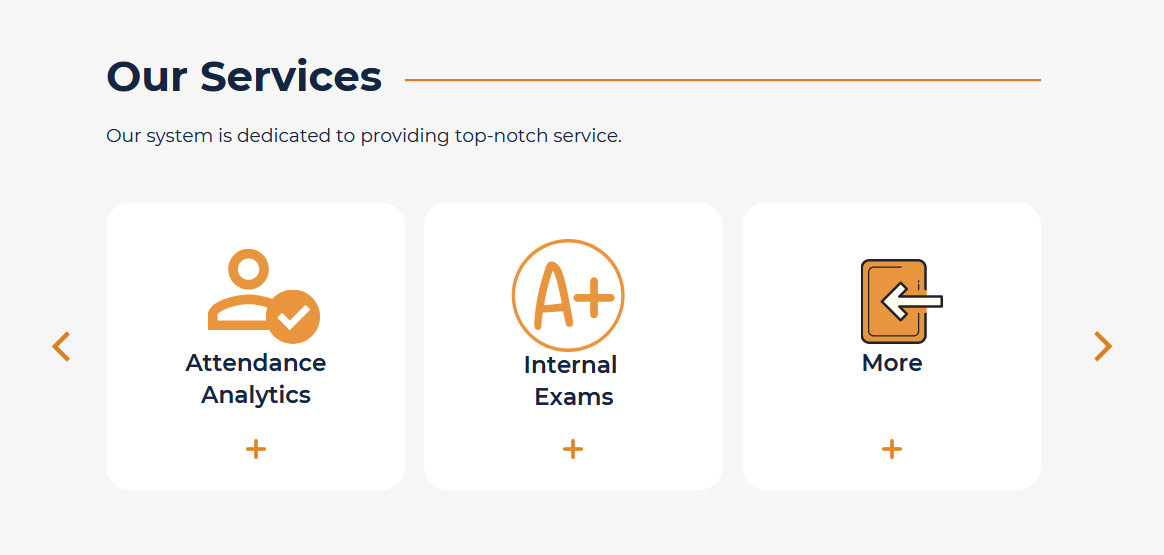 Our Services
Our system is dedicated to providing top-notch service.
A+
Attendance
Analytics
Internal
Exams
More
+
+
+